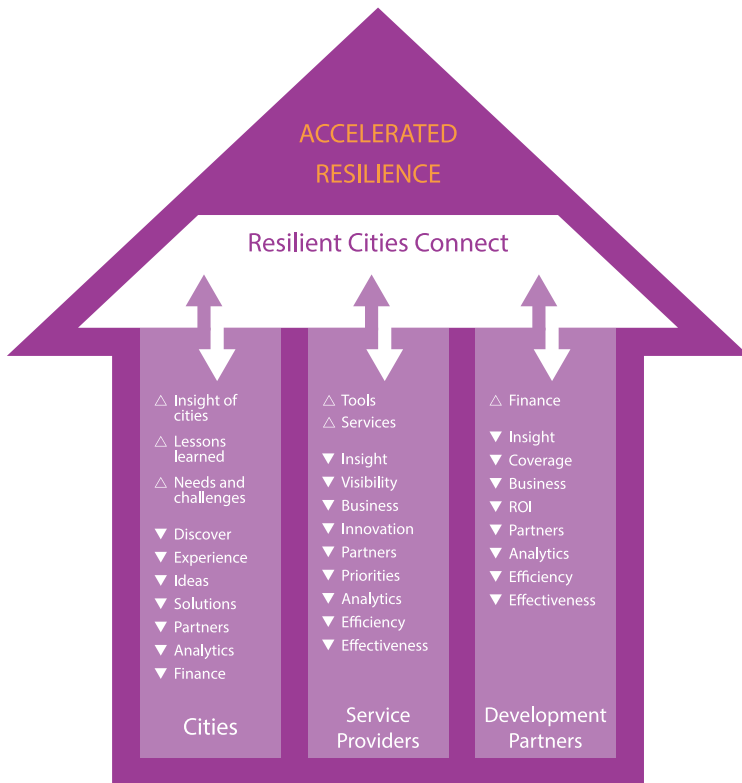 ACCELERATED
RESILIENCE
Resilient Cities Connect
△ Insight of
cities
△ Lessons
learned
△ Needs and
challenges
▼ Discover
▼ Experience
▼ Ideas
▼ Solutions
▼ Partners
▼ Analytics
▼ Finance
Cities
△ Tools
△ Services
▼ Insight
▼ Visibility
▼ Business
▼ Innovation
▼ Partners
▼ Priorities
▼ Analytics
▼ Efficiency
▼ Effectiveness
Service
Providers
△ Finance
▼ Insight
▼ Coverage
▼ Business
▼ ROI
▼ Partners
▼ Analytics
▼ Efficiency
▼ Effectiveness
Development
Partners